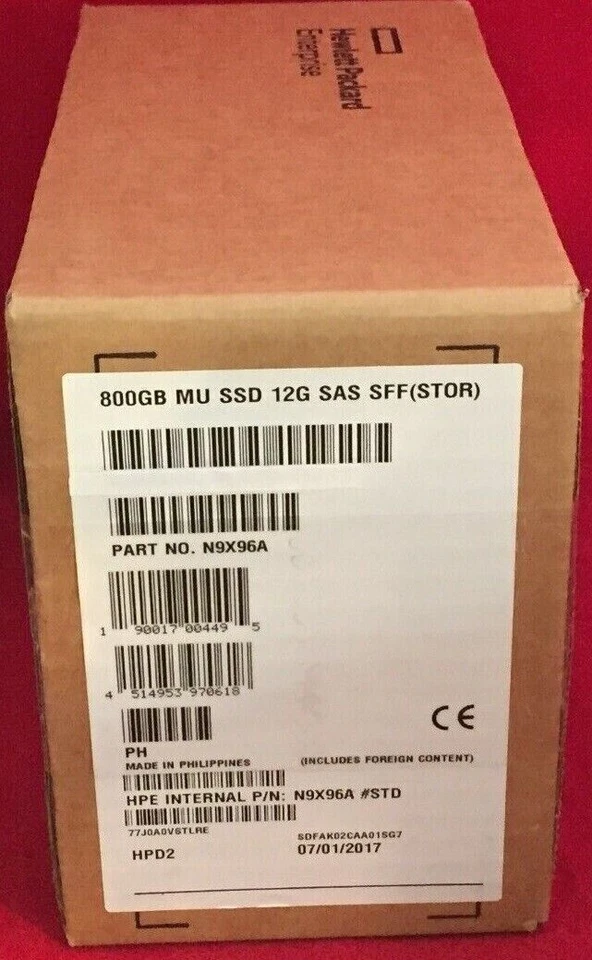 Hewlett Packard
Enterprise
800GB MU SSD 12G SAS SFF(STOR)
PART NO. N9X96A
1 90017 00449 5
4 514953 970618
PH
MADE IN PHILIPPINES (INCLUDES FOREIGN CONTENT)
HPE INTERNAL P/N: N9X96A #STD
77J0A0VSTLRE SDFAK02CAA01SG7
HPD2 07/01/2017
CE